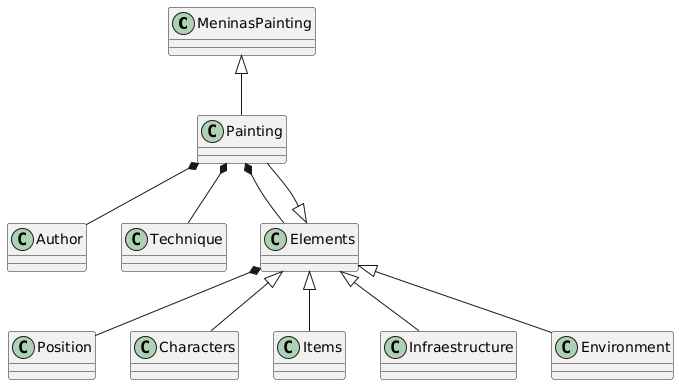 C MeninasPainting
C Painting
C Author
C Technique
C Elements
C Position
C Characters
C Items
C Infraestructure
C Environment